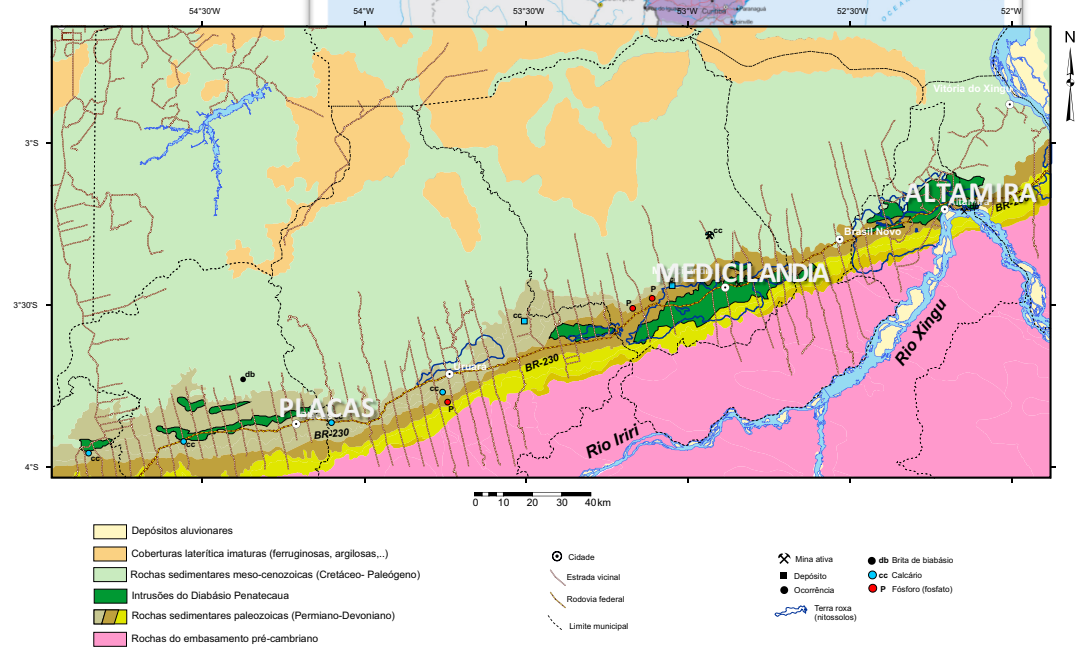 Curitiba
Paranaguá
Joinville
54°30'W
54°W
53°30'W
53°W
52°30'W
52°W
N
Vitória do Xingu
3°S
ALTAMIRA
BR-230
Brasil Novo
cc
MEDICILANDIA
P
P
3°30'S
cc
Rio Xingu
Uruará
BR-230
db
cc
P
PLACAS
BR-230
cc
cc
Rio Iriri
4°S
0 10 20 30 40km
Depósitos aluvionares
Coberturas laterítica imaturas (ferruginosas, argilosas,..)
Rochas sedimentares meso-cenozoicas (Cretáceo- Paleógeno)
Intrusões do Diabásio Penatecaua
Rochas sedimentares paleozoicas (Permiano-Devoniano)
Rochas do embasamento pré-cambriano
Cidade
Estrada vicinal
Rodovia federal
Limite municipal
Mina ativa
Depósito
Ocorrência
Terra roxa
(nitossolos)
db Brita de biabásio
cc Calcário
P Fósforo (fosfato)